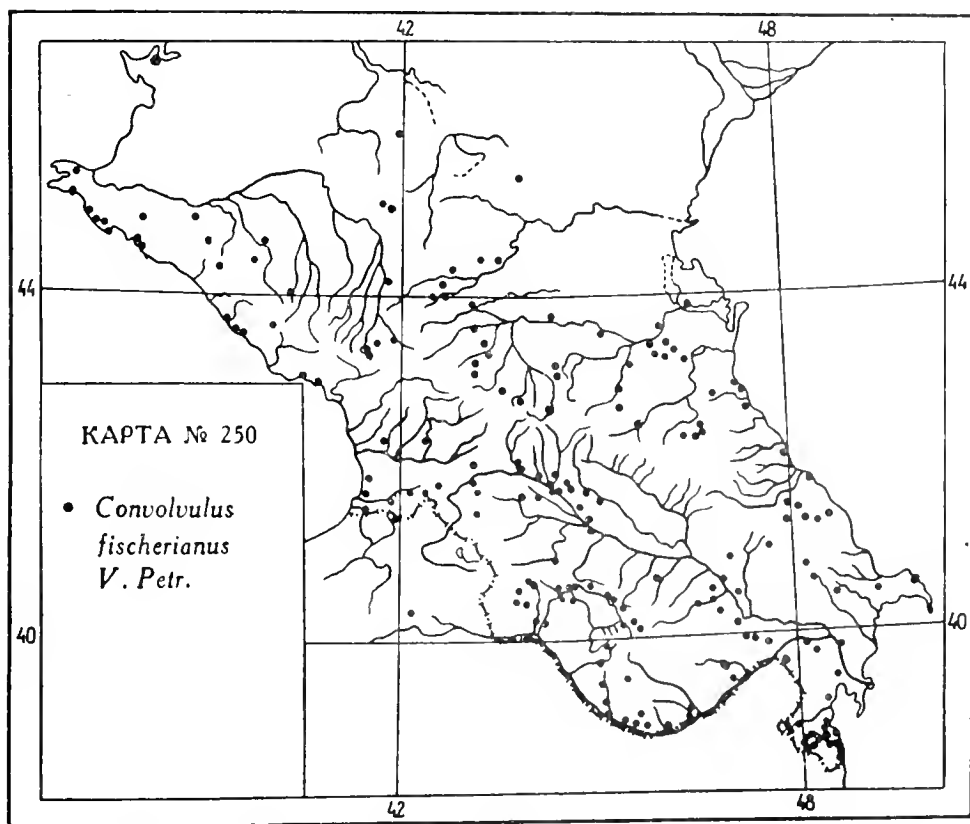 42 48
44 44
КАРТА № 250
Convolvulus
fischerianus
V. Petr.
40 40
42 48